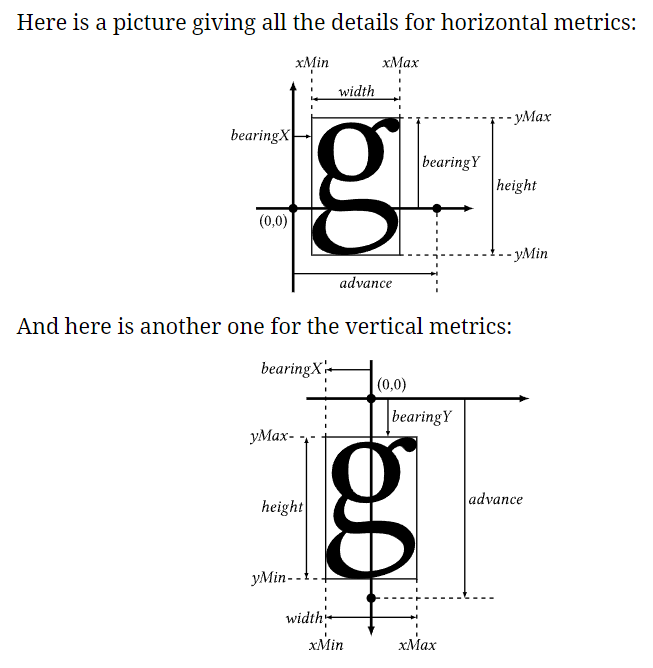 Here is a picture giving all the details for horizontal metrics:
xMin xMax
width
yMax
bearingX
g
bearingY
height
(0,0)
yMin
advance
And here is another one for the vertical metrics:
bearingX
(0,0)
bearingY
yMax
g
advance
height
yMin
width
xMin xMax